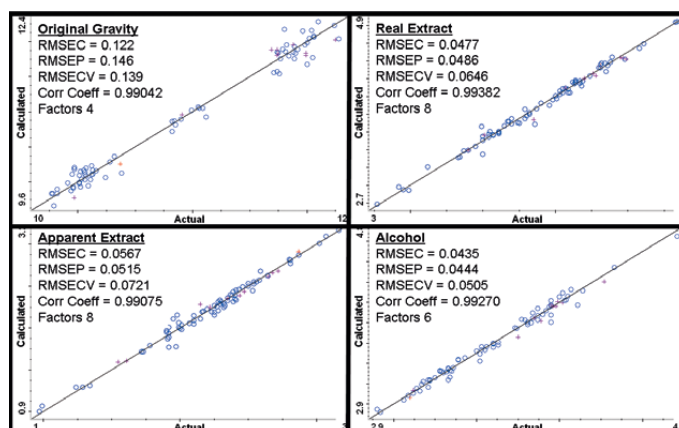 Original Gravity
RMSEC = 0.122
RMSEP = 0.146
RMSECV = 0.139
Corr Coeff = 0.99042
Factors 4
12.4
Calculated
9.6
10
Actual
12
Real Extract
RMSEC = 0.0477
RMSEP = 0.0486
RMSECV = 0.0646
Corr Coeff = 0.99382
Factors 8
4.9
Calculated
2.7
3
Actual
Apparent Extract
RMSEC = 0.0567
RMSEP = 0.0515
RMSECV = 0.0721
Corr Coeff = 0.99075
Factors 8
Calculated
0.9
1
Actual
Alcohol
RMSEC = 0.0435
RMSEP = 0.0444
RMSECV = 0.0505
Corr Coeff = 0.99270
Factors 6
Calculated
2.9
2.9
Actual
4